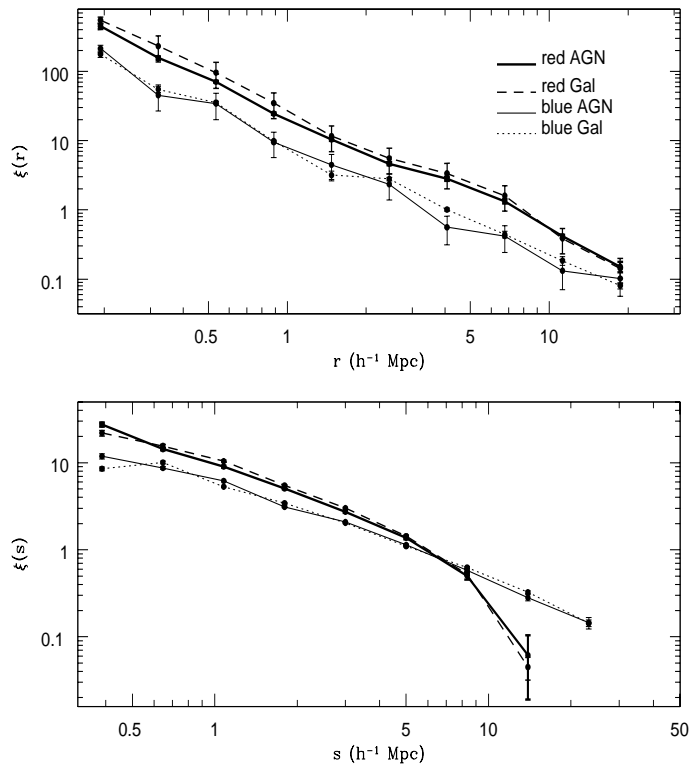 100
10
1
0.1
ξ(r)
red AGN
red Gal
blue AGN
blue Gal
0.5 1 5 10
r (h⁻¹ Mpc)
10
1
0.1
ξ(s)
0.5 1 5 10 50
s (h⁻¹ Mpc)